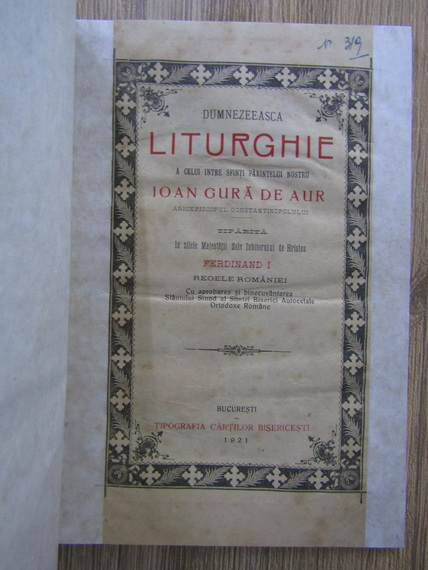 N 319
DUMNEZEEASCA
LITURGHIE
A CELUI INTRE SFINȚI PĂRINTELUI NOSTRU
IOAN GURĂ DE AUR
ARHIEPISCOPUL CONSTANTINOPOLULUI
TIPĂRITĂ
în zilele Majestății Sale Iubitorului de Hristos
FERDINAND I
REGELE ROMÂNIEI
Cu aprobarea și binecuvântarea
Sfântului Sinod al Sfintei Biserici Autocefale
Ortodoxe Române
BUCUREȘTI
TIPOGRAFIA CĂRȚILOR BISERICEȘTI
1921